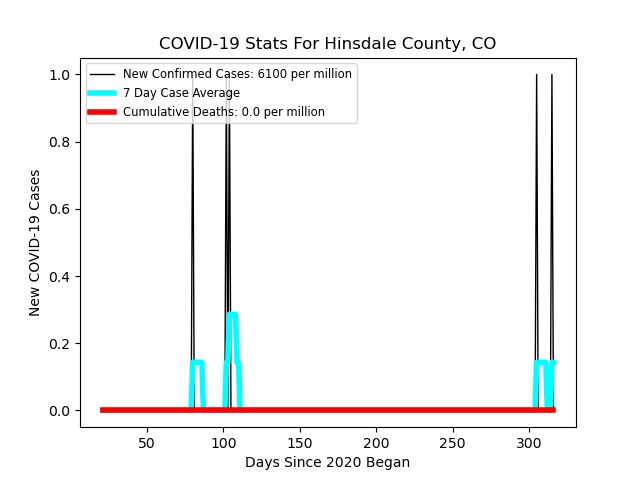 COVID-19 Stats For Hinsdale County, CO
New Confirmed Cases: 6100 per million
7 Day Case Average
Cumulative Deaths: 0.0 per million
New COVID-19 Cases
1.0
0.8
0.6
0.4
0.2
0.0
50 100 150 200 250 300
Days Since 2020 Began